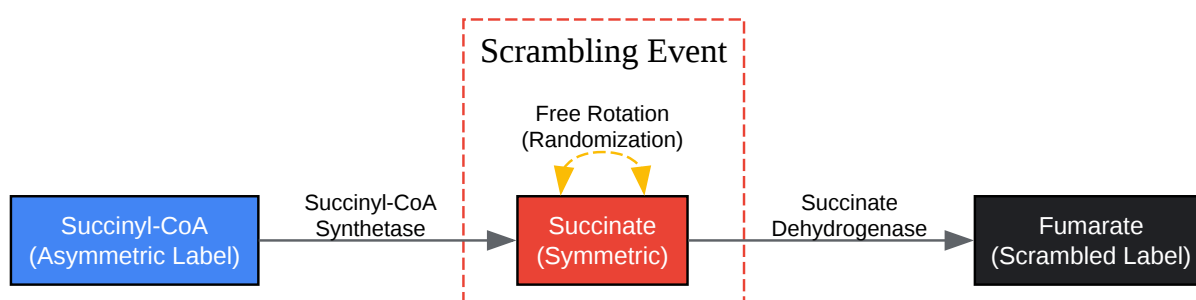 Scrambling Event
Free Rotation
(Randomization)
Succinyl-CoA
(Asymmetric Label)
Succinyl-CoA
Synthetase
Succinate
(Symmetric)
Succinate
Dehydrogenase
Fumarate
(Scrambled Label)